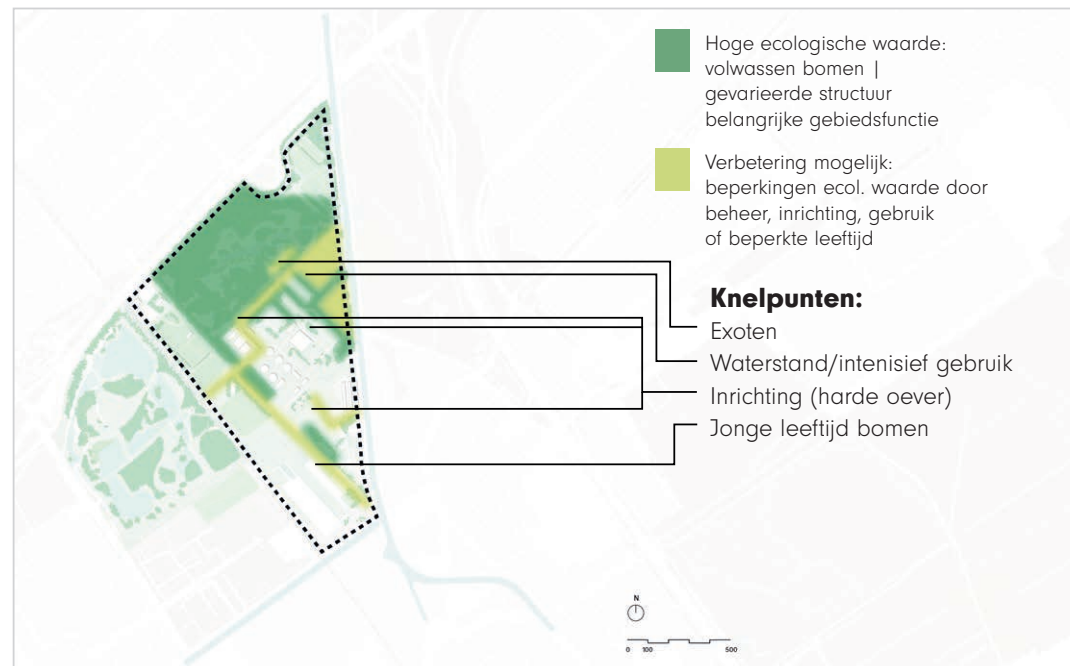 Hoge ecologische waarde:
volwassen bomen |
gevarieerde structuur
belangrijke gebiedsfunctie
Verbetering mogelijk:
beperkingen ecol. waarde door
beheer, inrichting, gebruik
of beperkte leeftijd
Knelpunten:
Exoten
Waterstand/intenisief gebruik
Inrichting (harde oever)
Jonge leeftijd bomen
N
0 100 500